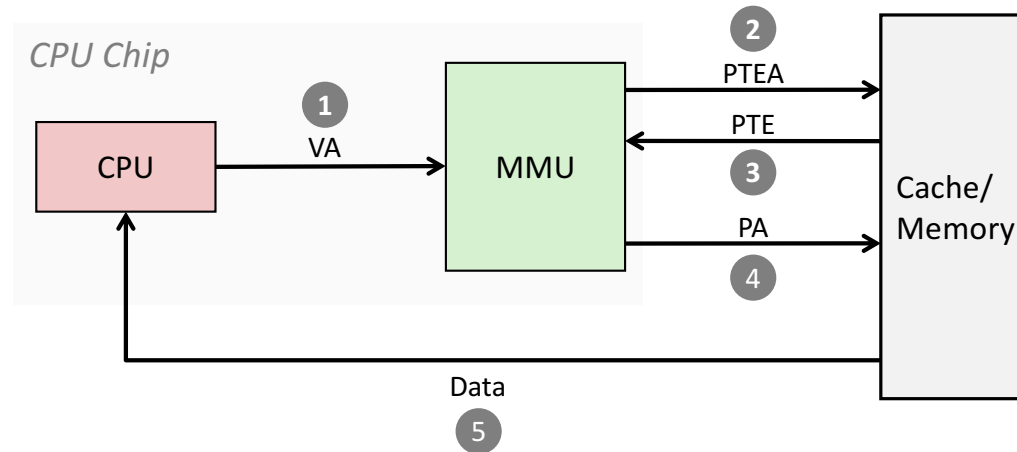 CPU Chip
2
PTEA
1
VA
PTE
3
CPU
MMU
Cache/
Memory
PA
4
Data
5